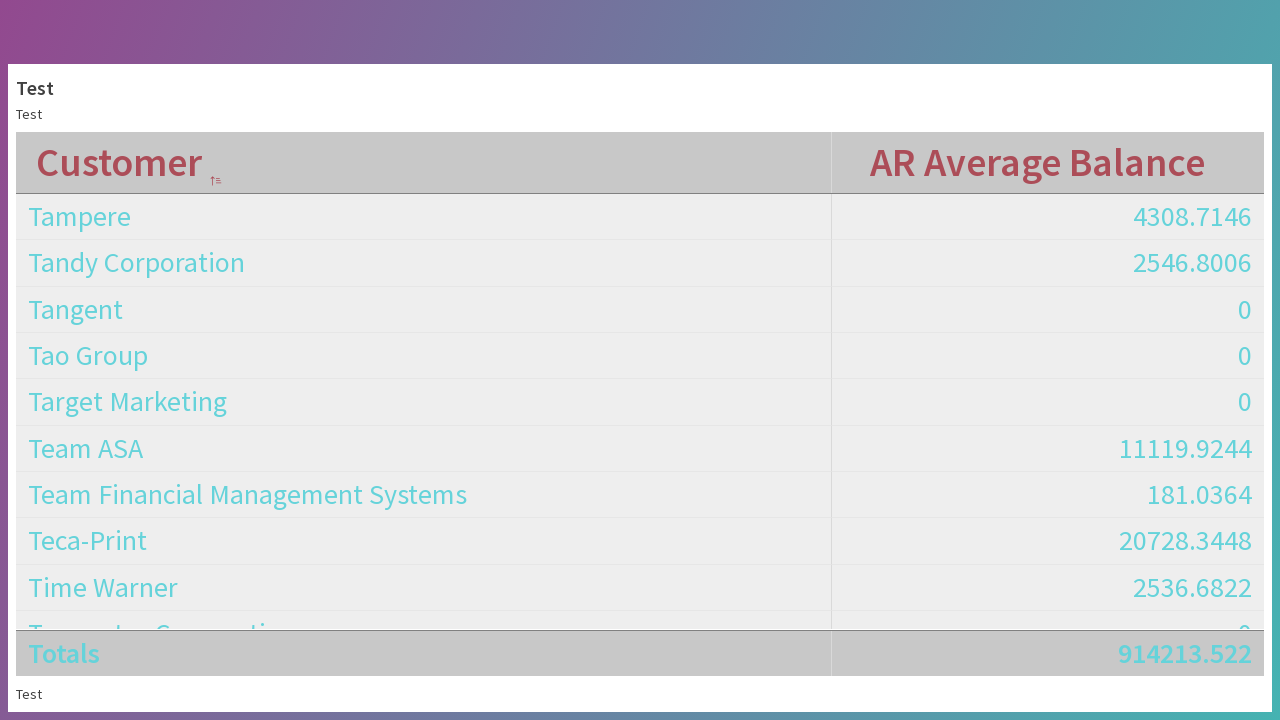 Test
Test
Customer AR Average Balance
Tampere 4308.7146
Tandy Corporation 2546.8006
Tangent 0
Tao Group 0
Target Marketing 0
Team ASA 11119.9244
Team Financial Management Systems 181.0364
Teca-Print 20728.3448
Time Warner 2536.6822
Totals 914213.522
Test